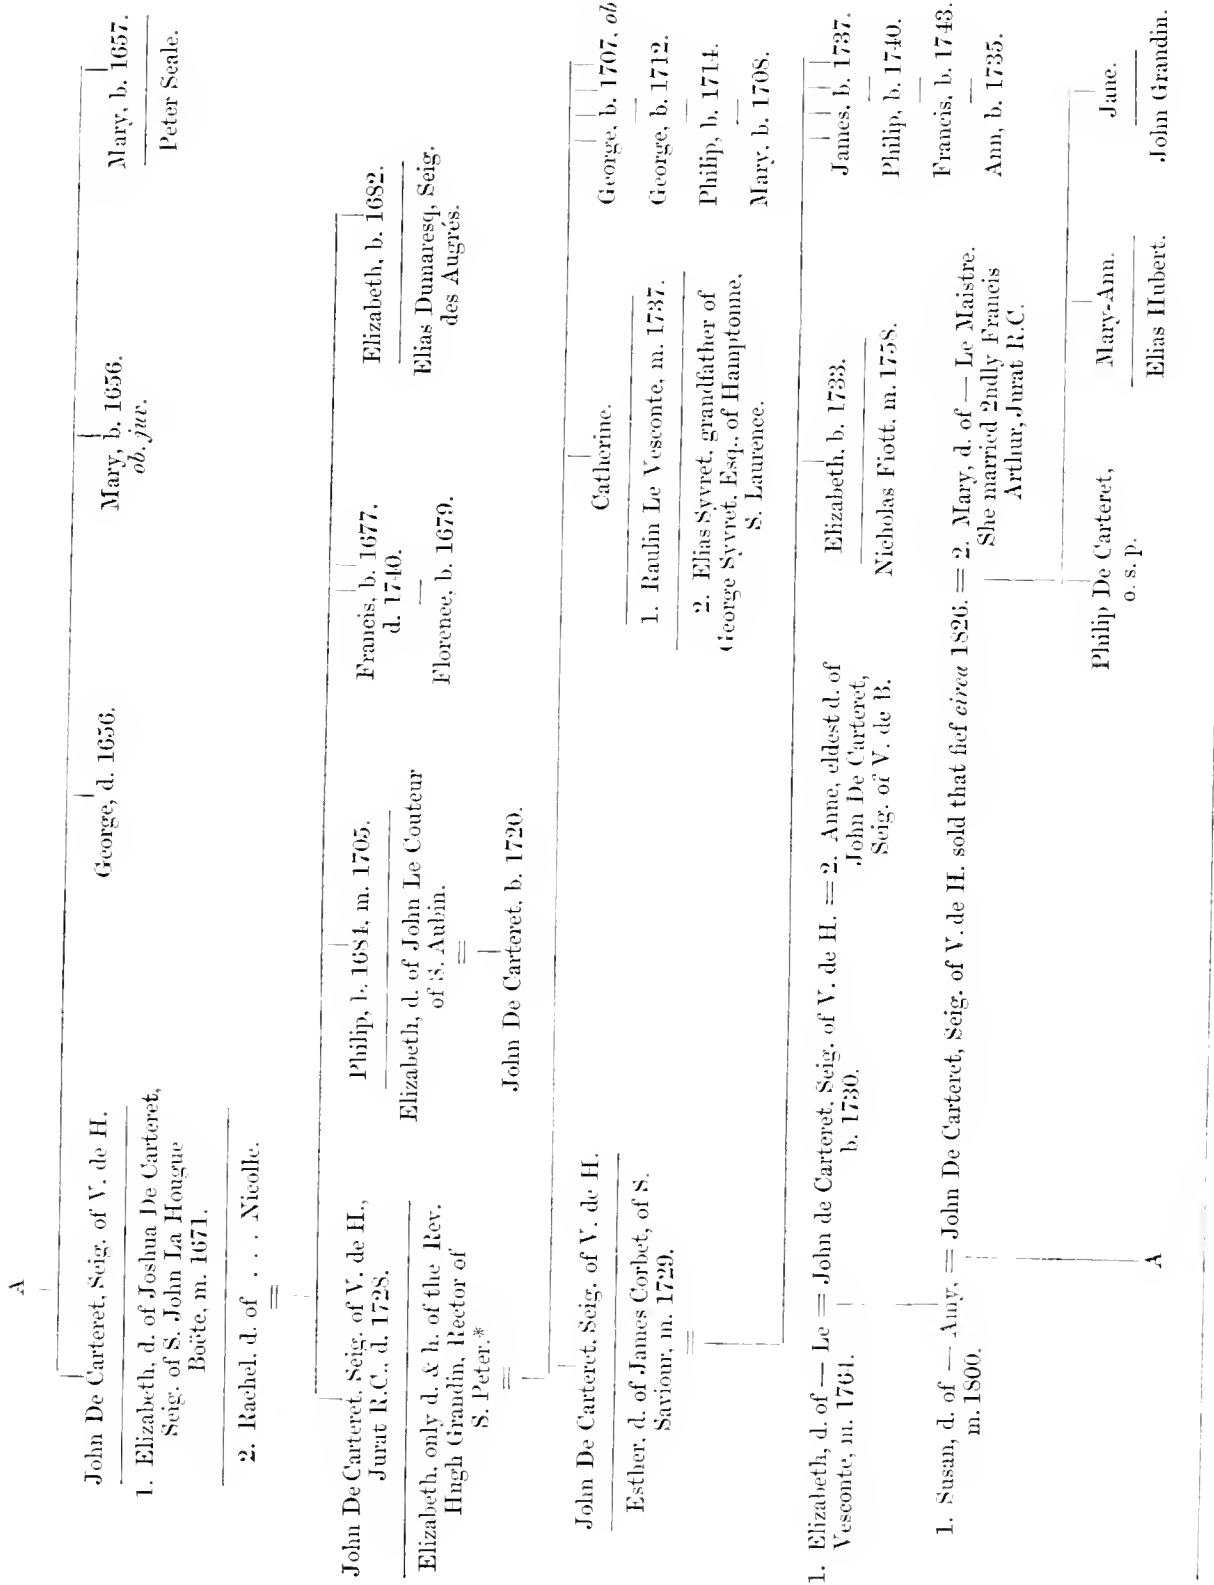 A
John De Carteret, Seig. of V. de H.
1. Elizabeth, d. of Joshua De Carteret,
Seig. of S. John La Hougue
Boëte, m. 1671.
2. Rachel, d. of . . . Nicolle.
=
George, d. 1656.
Mary, b. 1656.
ob. juv.
Mary, b. 1657.
Peter Seale.
John De Carteret, Seig. of V. de H.,
Jurat R.C., d. 1728.
Elizabeth, only d. & h. of the Rev.
Hugh Grandin, Rector of
S. Peter.*
=
Philip, b. 1684, m. 1705.
Elizabeth, d. of John Le Couteur
of S. Aubin.
=
John De Carteret, b. 1720.
Francis, b. 1677.
d. 1740.
Florence, b. 1679.
Elizabeth, b. 1682.
Elias Dumaresq, Seig.
des Augrés.
John De Carteret, Seig. of V. de H.
Esther, d. of James Corbet, of S.
Saviour, m. 1729.
=
Catherine.
1. Raulin Le Vesconte, m. 1737.
2. Elias Syvret, grandfather of
George Syvret, Esq., of Hamptonne,
S. Laurence.
George, b. 1707, ob
George, b. 1712.
Philip, b. 1714.
Mary, b. 1708.
1. Elizabeth, d. of — Le = John de Carteret, Seig. of V. de H. = 2. Anne, eldest d. of
Vesconte, m. 1764.
b. 1730.
John De Carteret,
Seig. of V. de B.
Elizabeth, b. 1733.
Nicholas Fiott, m. 1758.
James, b. 1737.
Philip, b. 1740.
Francis, b. 1743.
Ann, b. 1735.
1. Susan, d. of — Amy, = John De Carteret, Seig. of V. de H. sold that fief circa 1826. = 2. Mary, d. of — Le Maistre.
m. 1800.
She married 2ndly Francis
Arthur, Jurat R.C.
A
Philip De Carteret,
o. s. p.
Mary-Ann.
Elias Hubert.
Jane.
John Grandin.